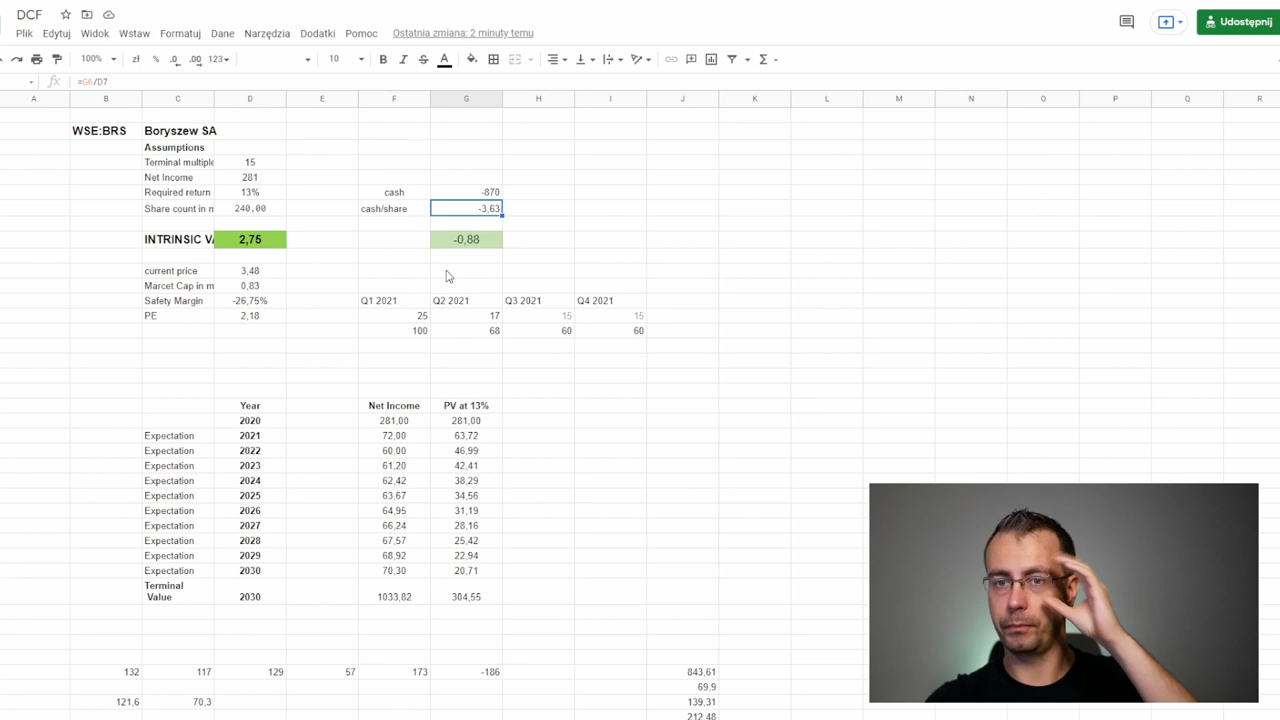 DCF
Udostępnij
Plik Edytuj Widok Wstaw Formatuj Dane Narzędzia Dodatki Pomoc Ostatnia zmiana: 2 minuty temu
100% zł % .0 .00 123 10 B I S A Σ
fx =G6/D7
A B C D E F G H I J K L M N O P Q R
WSE:BRS Boryszew SA
Assumptions
Terminal multiple 15
Net Income 281
Required return 13% cash -870
Share count in m 240,00 cash/share -3,63
INTRINSIC VA 2,75 -0,88
current price 3,48
Marcet Cap in m 0,83
Safety Margin -26,75% Q1 2021 Q2 2021 Q3 2021 Q4 2021
PE 2,18 25 17 15 15
100 68 60 60
Year Net Income PV at 13%
2020 281,00 281,00
Expectation 2021 72,00 63,72
Expectation 2022 60,00 46,99
Expectation 2023 61,20 42,41
Expectation 2024 62,42 38,29
Expectation 2025 63,67 34,56
Expectation 2026 64,95 31,19
Expectation 2027 66,24 28,16
Expectation 2028 67,57 25,42
Expectation 2029 68,92 22,94
Expectation 2030 70,30 20,71
Terminal
Value 2030 1033,82 304,55
132 117 129 57 173 -186 843,61
69,9
121,6 70,3 139,31
212,48